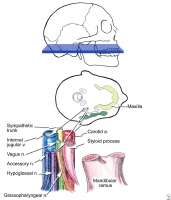 Maxilla
Sympathetic
trunk
Internal
jugular v.
Vagus n.
Accessory n.
Hypoglossal n.
Glossopharyngeal n.
Carotid a.
Styloid process
Mandibular
ramus